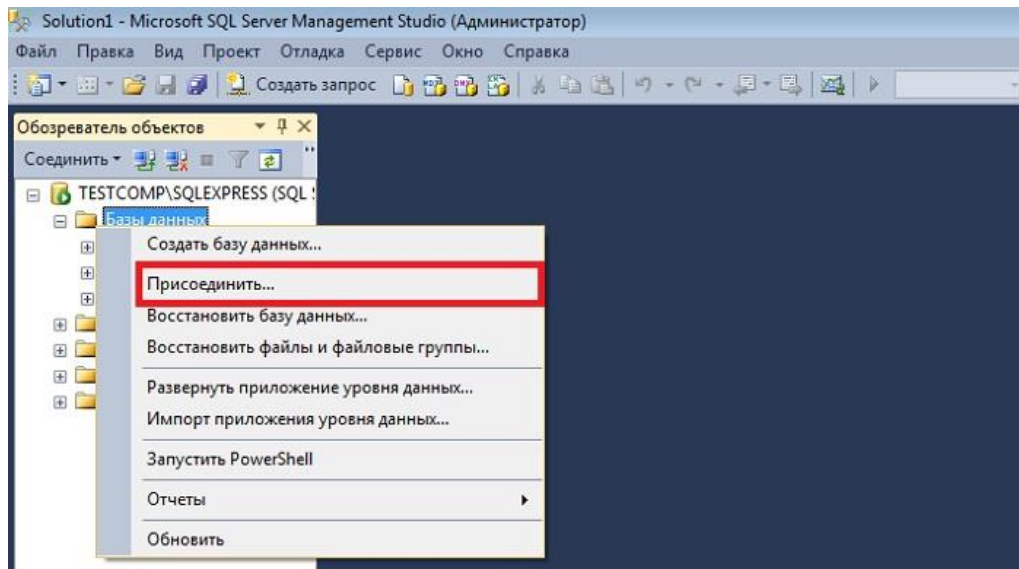 Solution1 - Microsoft SQL Server Management Studio (Администратор)
Файл Правка Вид Проект Отладка Сервис Окно Справка
Создать запрос
Обозреватель объектов
Соединить
TESTCOMP\SQLEXPRESS (SQL
Базы данных
Создать базу данных...
Присоединить...
Восстановить базу данных...
Восстановить файлы и файловые группы...
Развернуть приложение уровня данных...
Импорт приложения уровня данных...
Запустить PowerShell
Отчеты
Обновить